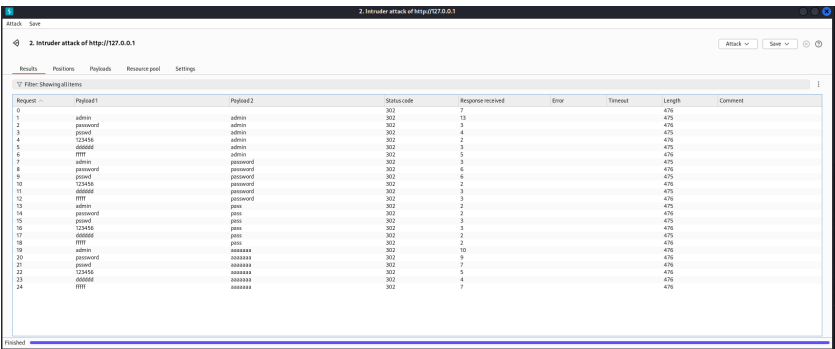 2. Intruder attack of http://127.0.0.1
Attack Save
2. Intruder attack of http://127.0.0.1
Attack Save
Results Positions Payloads Resource pool Settings
Filter: Showing all items
Request Payload 1 Payload 2 Status code Response received Error Timeout Length Comment
0 302 7 476
1 admin admin 302 13 475
2 password admin 302 3 476
3 psswd admin 302 4 475
4 123456 admin 302 2 476
5 dddddd admin 302 3 475
6 fffff admin 302 5 476
7 admin password 302 3 475
8 password password 302 6 476
9 psswd password 302 6 475
10 123456 password 302 2 476
11 dddddd password 302 3 475
12 fffff password 302 3 476
13 admin pass 302 2 475
14 password pass 302 2 476
15 psswd pass 302 3 475
16 123456 pass 302 3 476
17 dddddd pass 302 2 475
18 fffff pass 302 2 476
19 admin aaaaaaa 302 10 476
20 password aaaaaaa 302 9 476
21 psswd aaaaaaa 302 7 476
22 123456 aaaaaaa 302 5 476
23 dddddd aaaaaaa 302 4 476
24 fffff aaaaaaa 302 7 476
Finished